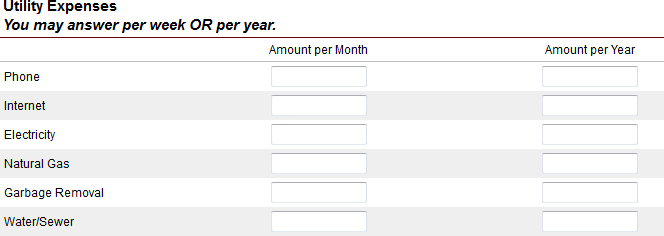 Utility Expenses
You may answer per week OR per year.
Amount per Month Amount per Year
Phone
Internet
Electricity
Natural Gas
Garbage Removal
Water/Sewer